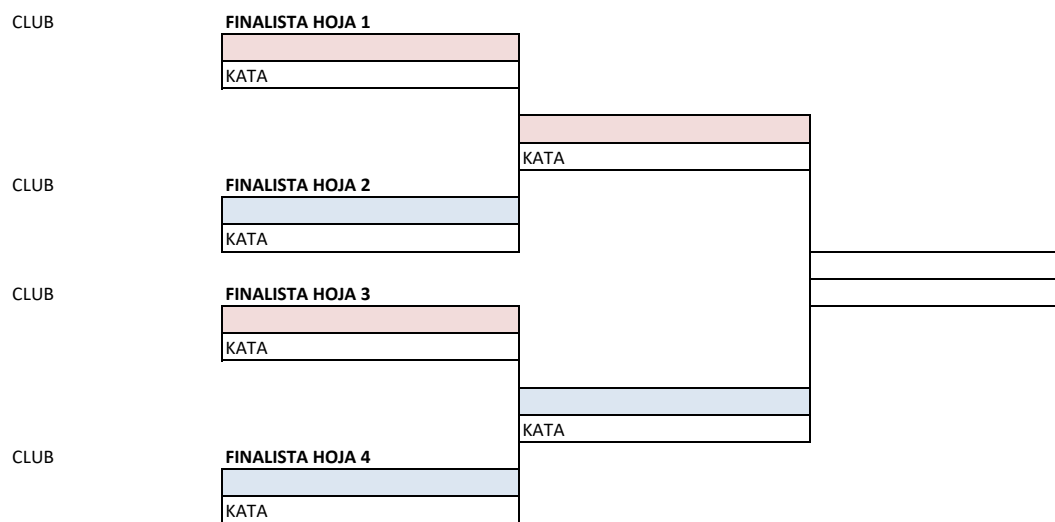 CLUB FINALISTA HOJA 1
KATA
KATA
CLUB FINALISTA HOJA 2
KATA
CLUB FINALISTA HOJA 3
KATA
KATA
CLUB FINALISTA HOJA 4
KATA